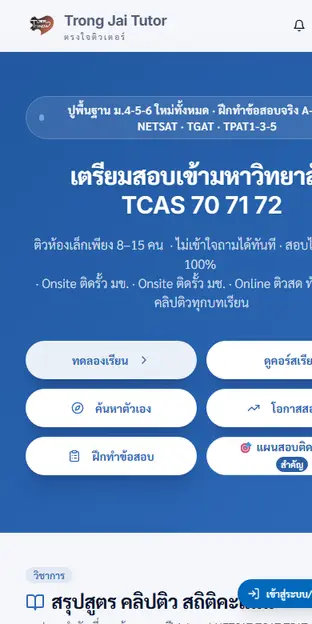 Trong Jai Tutor
ตรงใจติวเตอร์
ปูพื้นฐาน ม.4-5-6 ใหม่ทั้งหมด · ฝึกทำข้อสอบจริง A-
NETSAT · TGAT · TPAT1-3-5
เตรียมสอบเข้ามหาวิทยาลั
TCAS 70 71 72
ติวห้องเล็กเพียง 8–15 คน · ไม่เข้าใจถามได้ทันที · สอบไ
100%
· Onsite ติดรั้ว มข. · Onsite ติดรั้ว มช. · Online ติวสด ท
คลิปติวทุกบทเรียน
ทดลองเรียน
ดูคอร์สเรีย
ค้นหาตัวเอง
โอกาสสอ
ฝึกทำข้อสอบ
แผนสอบติด
สำคัญ
วิชาการ
สรุปสูตร คลิปติว สถิติคะแนน
เข้าสู่ระบบ/